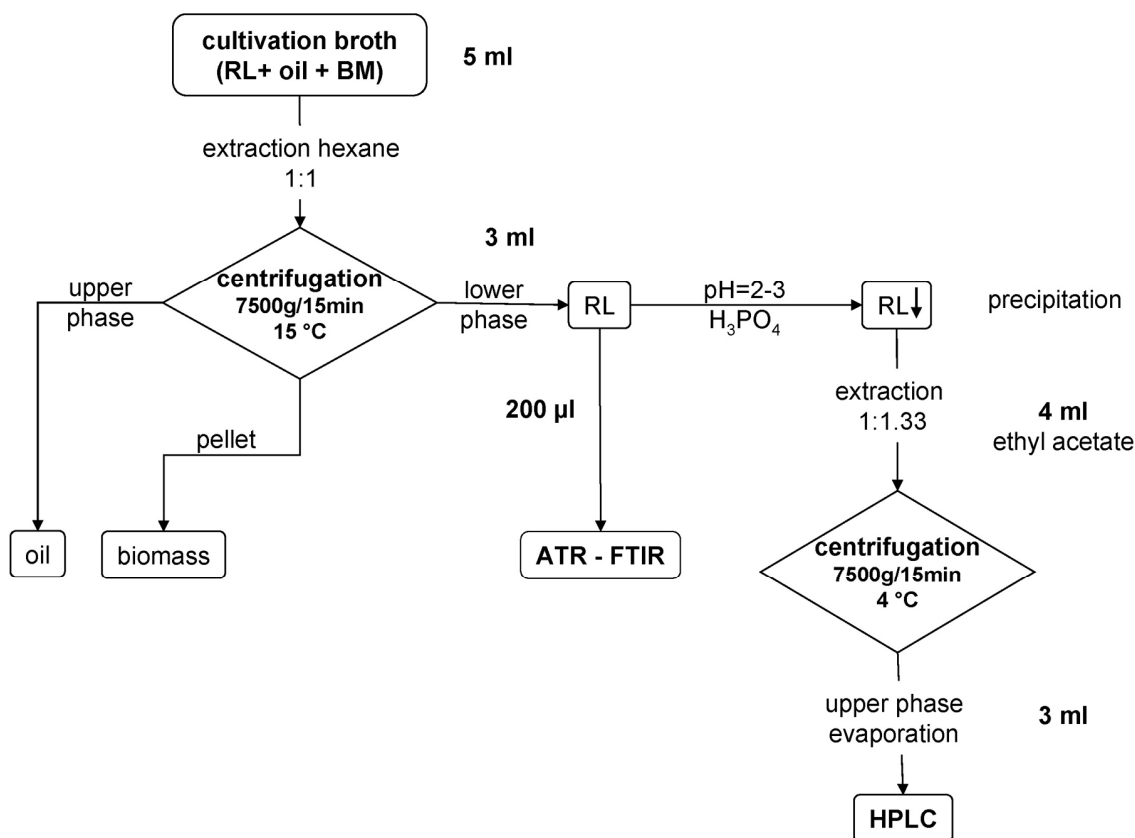 cultivation broth
(RL+ oil + BM)
5 ml
extraction hexane
1:1
3 ml
centrifugation
7500g/15min
15 °C
upper
phase
lower
phase
RL
pH=2-3
H₃PO₄
RL↓
precipitation
200 µl
extraction
1:1.33
4 ml
ethyl acetate
pellet
oil
biomass
ATR - FTIR
centrifugation
7500g/15min
4 °C
upper phase
evaporation
3 ml
HPLC